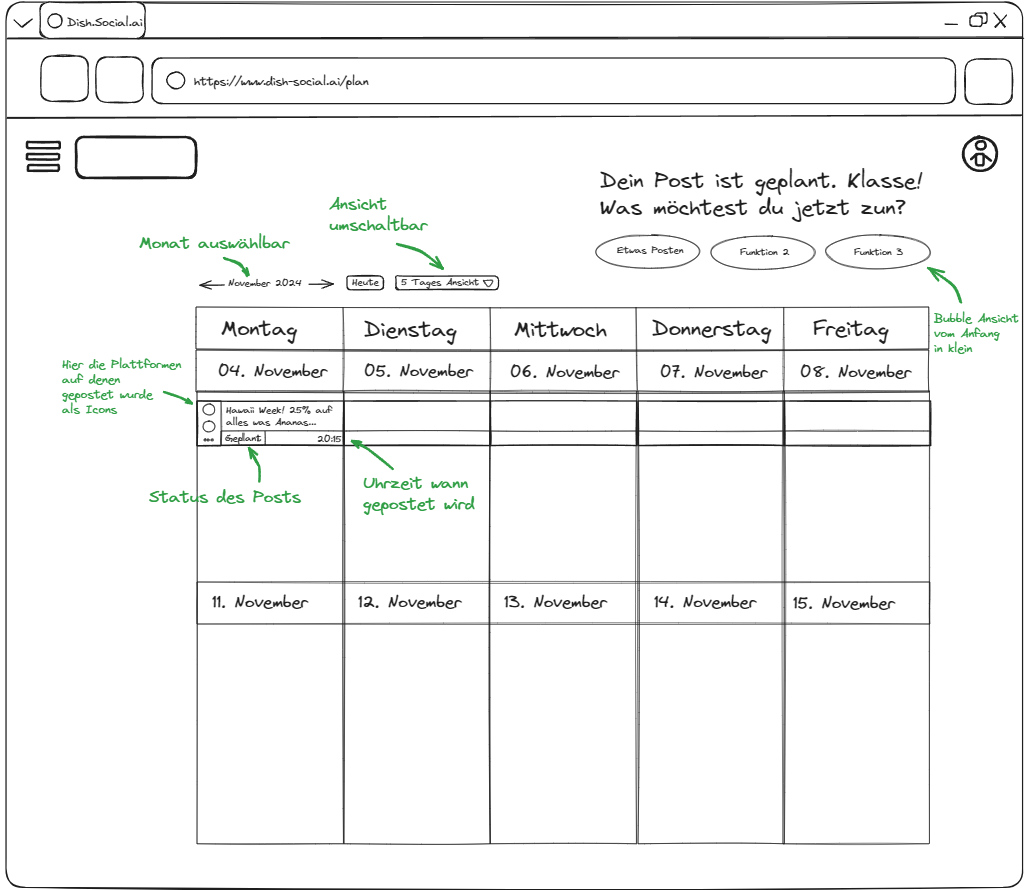 Dish.Social.ai
https://www.dish-social.ai/plan
Dein Post ist geplant. Klasse!
Was möchtest du jetzt zun?
Etwas Posten
Funktion 2
Funktion 3
Ansicht
umschaltbar
Monat auswählbar
November 2024
Heute
5 Tages Ansicht
Bubble Ansicht
vom Anfang
in klein
Montag
Dienstag
Mittwoch
Donnerstag
Freitag
04. November
05. November
06. November
07. November
08. November
Hier die Plattformen
auf denen
gepostet wurde
als Icons
Hawaii Week! 25% auf
alles was Ananas...
Geplant
20:15
Status des Posts
Uhrzeit wann
gepostet wird
11. November
12. November
13. November
14. November
15. November